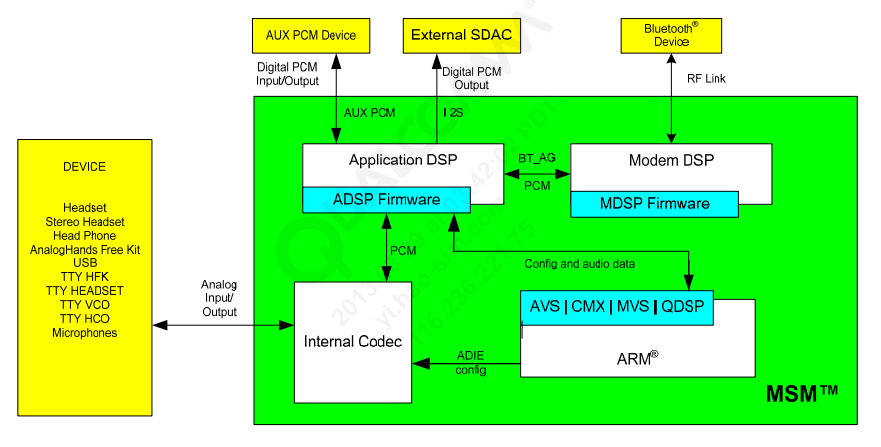 AUX PCM Device
External SDAC
Bluetooth®
Device
Digital PCM
Input/Output
Digital PCM
Output
RF Link
AUX PCM
I 2S
DEVICE
Headset
Stereo Headset
Head Phone
AnalogHands Free Kit
USB
TTY HFK
TTY HEADSET
TTY VCO
TTY HCO
Microphones
Application DSP
ADSP Firmware
BT_AG
PCM
Modem DSP
MDSP Firmware
PCM
Config and audio data
Analog
Input/
Output
Internal Codec
AVS | CMX | MVS | QDSP
ARM®
ADIE
config
MSM™
QUALCOMM